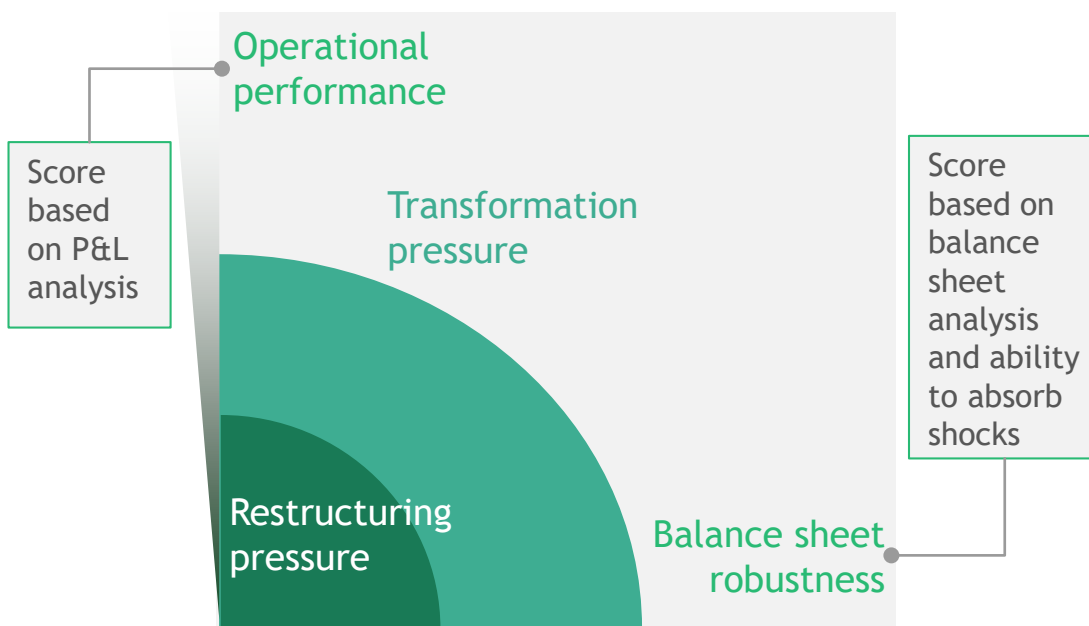 Operational
performance
Score
based
on P&L
analysis
Transformation
pressure
Score
based on
balance
sheet
analysis
and ability
to absorb
shocks
Restructuring
pressure
Balance sheet
robustness